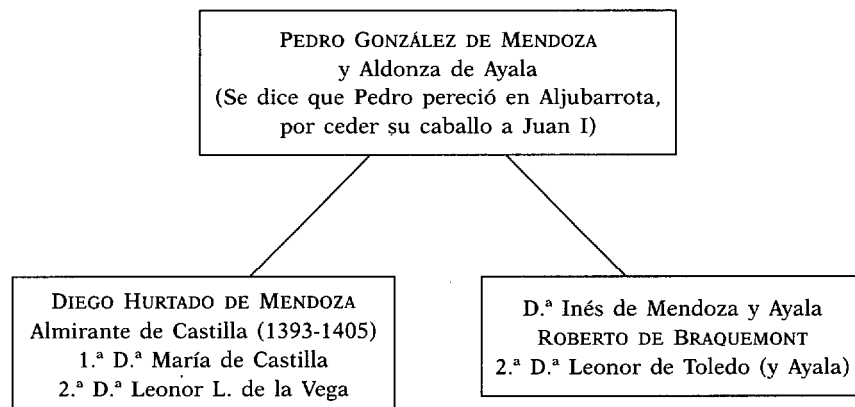 PEDRO GONZÁLEZ DE MENDOZA
y Aldonza de Ayala
(Se dice que Pedro pereció en Aljubarrota,
por ceder su caballo a Juan I)
DIEGO HURTADO DE MENDOZA
Almirante de Castilla (1393-1405)
1.ª D.ª María de Castilla
2.ª D.ª Leonor L. de la Vega
D.ª Inés de Mendoza y Ayala
ROBERTO DE BRAQUEMONT
2.ª D.ª Leonor de Toledo (y Ayala)